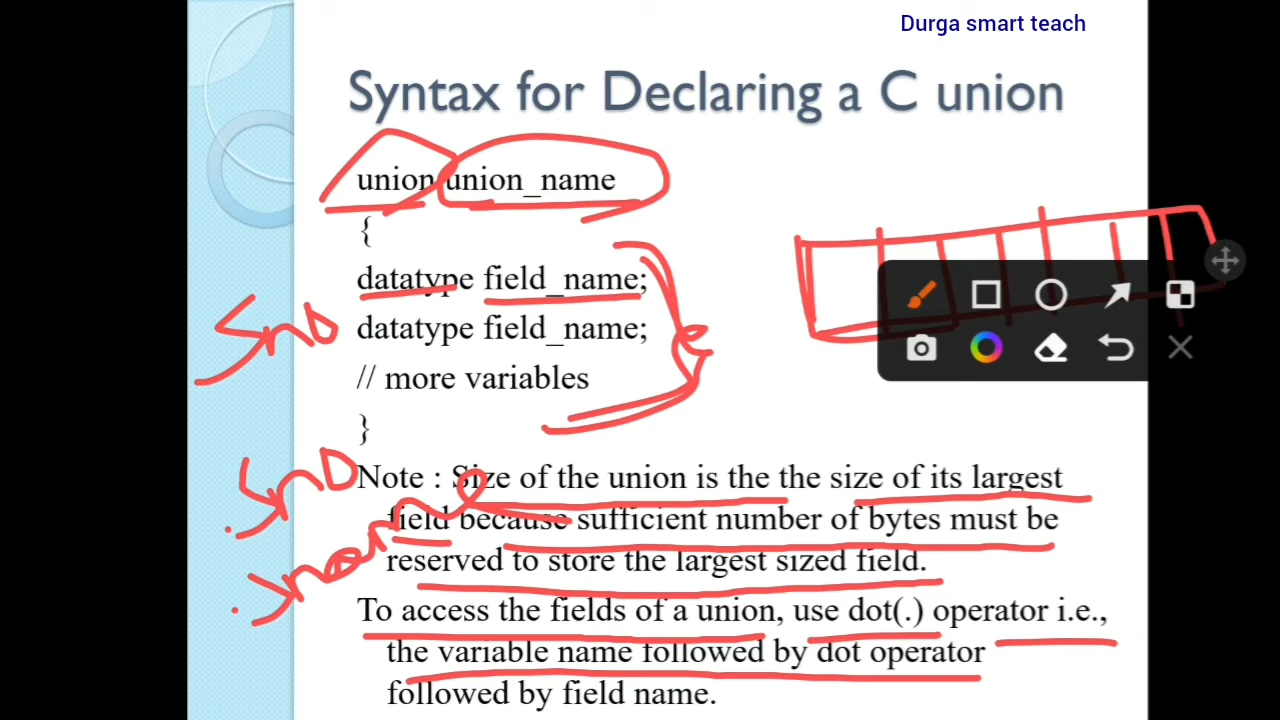 Durga smart teach
Syntax for Declaring a C union
union union_name
{
datatype field_name;
datatype field_name;
// more variables
}
Note : Size of the union is the the size of its largest
field because sufficient number of bytes must be
reserved to store the largest sized field.
To access the fields of a union, use dot(.) operator i.e.,
the variable name followed by dot operator
followed by field name.